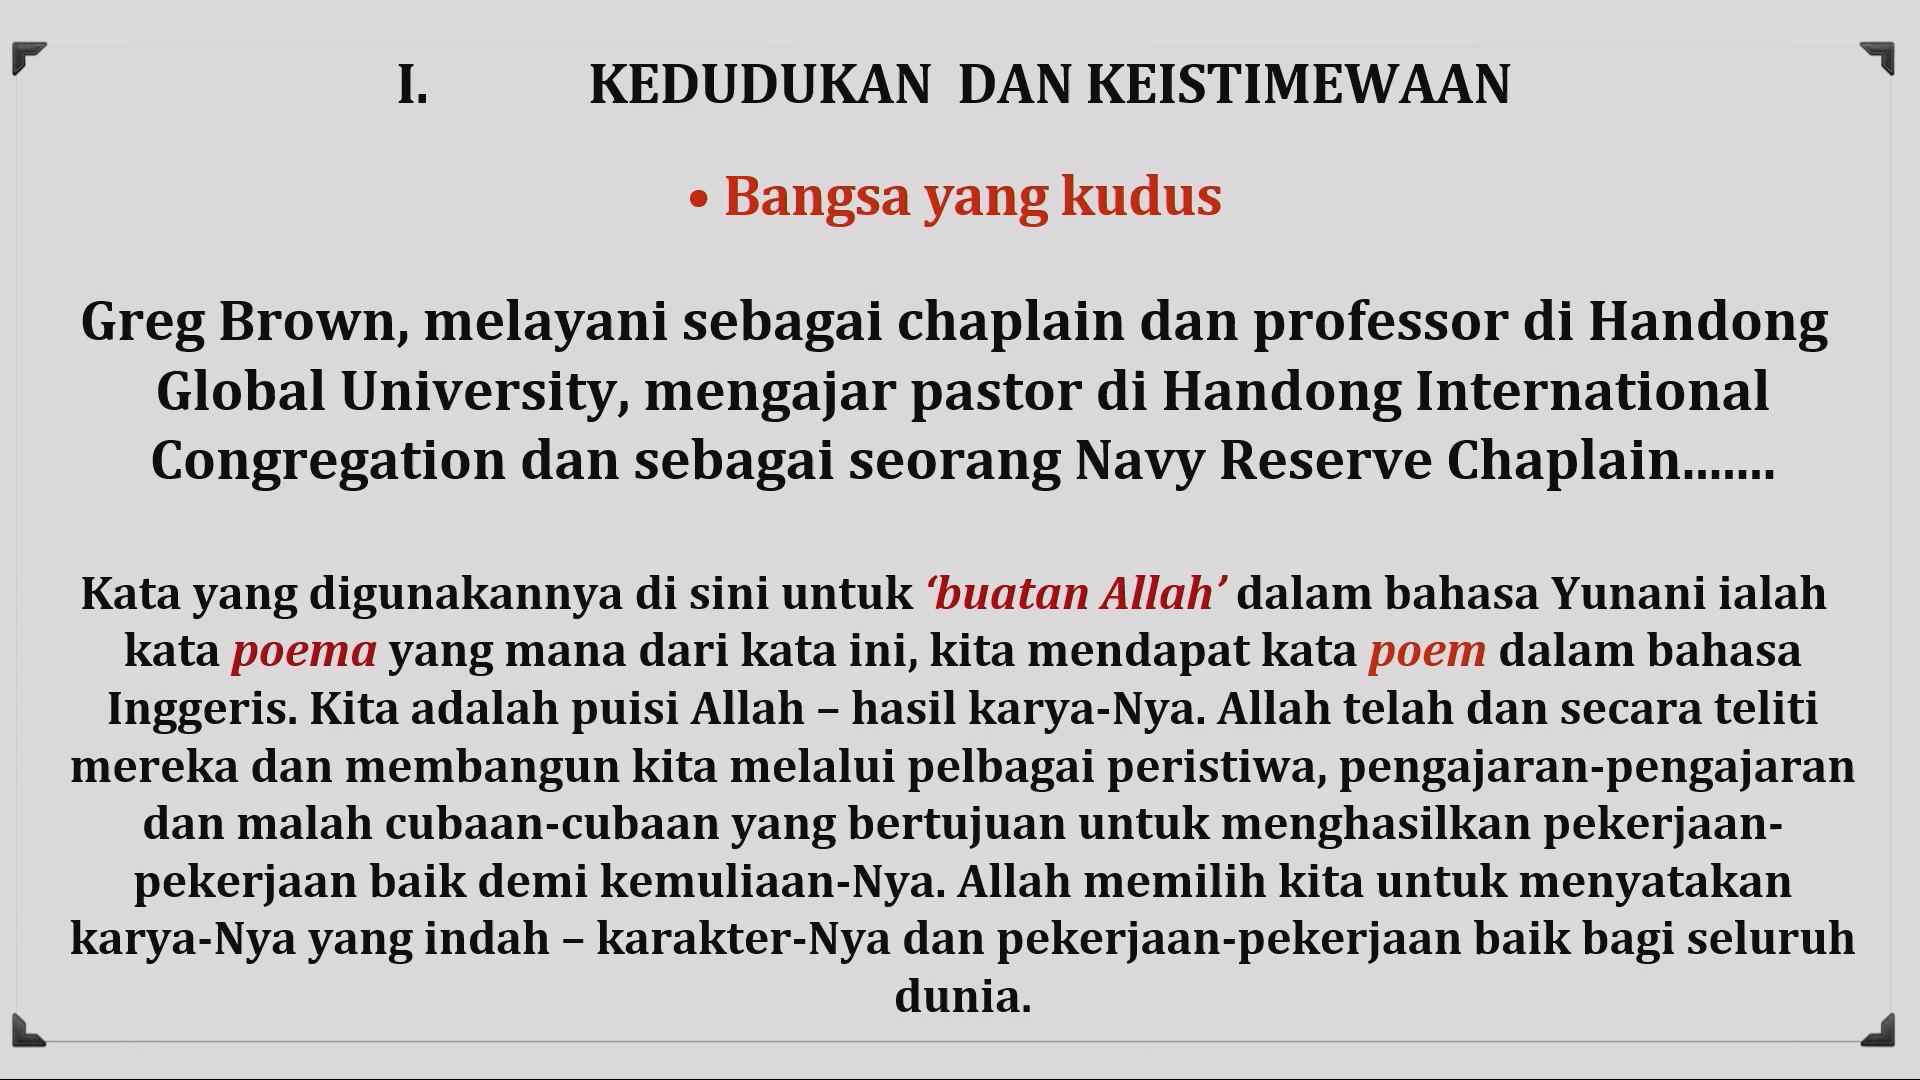 I. KEDUDUKAN DAN KEISTIMEWAAN
• Bangsa yang kudus
Greg Brown, melayani sebagai chaplain dan professor di Handong
Global University, mengajar pastor di Handong International
Congregation dan sebagai seorang Navy Reserve Chaplain.......
Kata yang digunakannya di sini untuk ‘buatan Allah’ dalam bahasa Yunani ialah
kata poema yang mana dari kata ini, kita mendapat kata poem dalam bahasa
Inggeris. Kita adalah puisi Allah – hasil karya-Nya. Allah telah dan secara teliti
mereka dan membangun kita melalui pelbagai peristiwa, pengajaran-pengajaran
dan malah cubaan-cubaan yang bertujuan untuk menghasilkan pekerjaan-
pekerjaan baik demi kemuliaan-Nya. Allah memilih kita untuk menyatakan
karya-Nya yang indah – karakter-Nya dan pekerjaan-pekerjaan baik bagi seluruh
dunia.